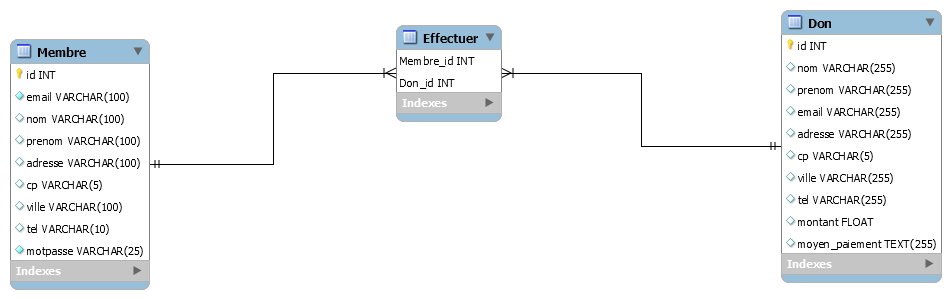 Membre
id INT
email VARCHAR(100)
nom VARCHAR(100)
prenom VARCHAR(100)
adresse VARCHAR(100)
cp VARCHAR(5)
ville VARCHAR(100)
tel VARCHAR(10)
motpasse VARCHAR(25)
Indexes
Effectuer
Membre_id INT
Don_id INT
Indexes
Don
id INT
nom VARCHAR(255)
prenom VARCHAR(255)
email VARCHAR(255)
adresse VARCHAR(255)
cp VARCHAR(5)
ville VARCHAR(255)
tel VARCHAR(255)
montant FLOAT
moyen_paiement TEXT(255)
Indexes